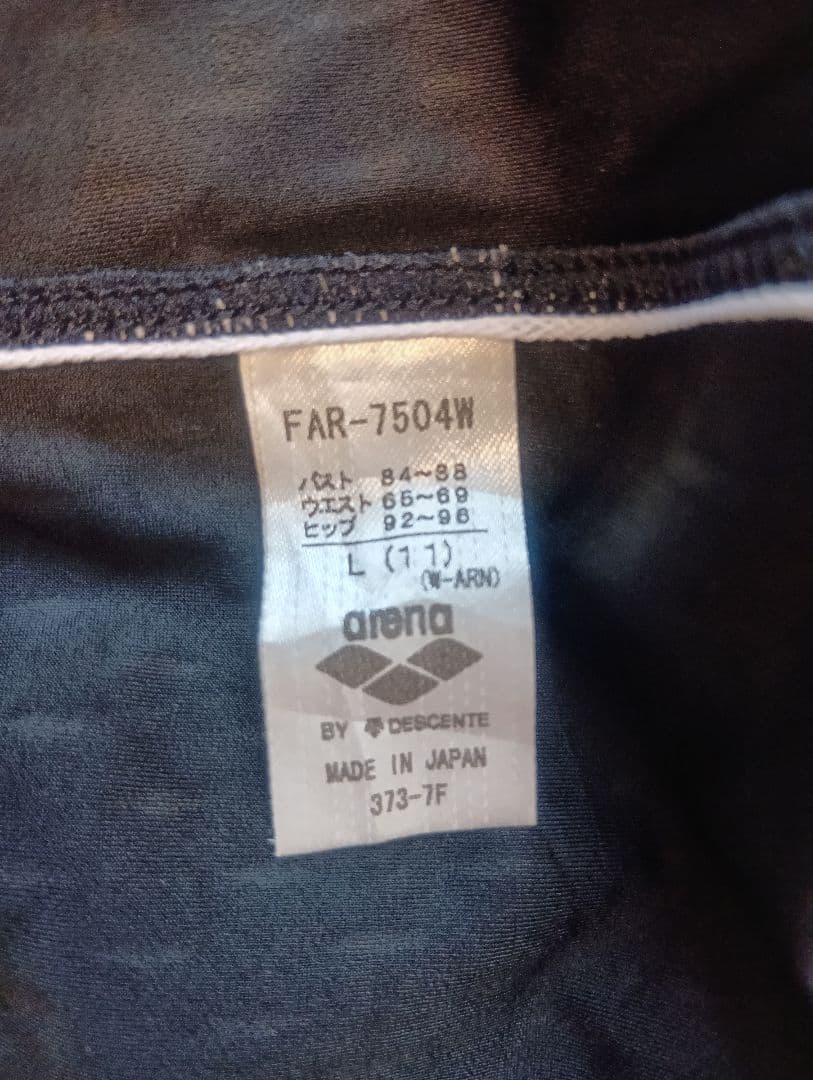 FAR-7504W
バスト 84~88
ウエスト 65~69
ヒップ 92~96
L (11)
(W-ARN)
arena
BY DESCENTE
MADE IN JAPAN
373-7F